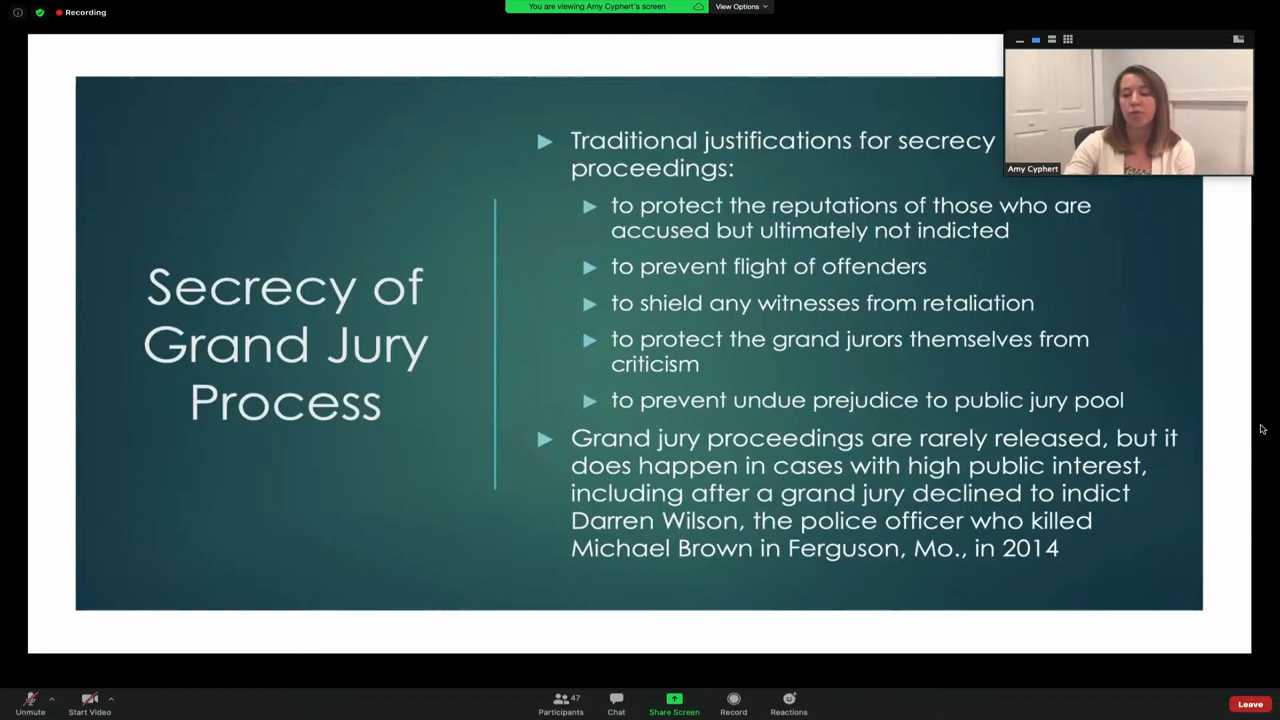 Recording
You are viewing Amy Cyphert's screen
View Options
Amy Cyphert
Secrecy of
Grand Jury
Process
Traditional justifications for secrecy
proceedings:
to protect the reputations of those who are
accused but ultimately not indicted
to prevent flight of offenders
to shield any witnesses from retaliation
to protect the grand jurors themselves from
criticism
to prevent undue prejudice to public jury pool
Grand jury proceedings are rarely released, but it
does happen in cases with high public interest,
including after a grand jury declined to indict
Darren Wilson, the police officer who killed
Michael Brown in Ferguson, Mo., in 2014
Unmute
Start Video
47
Participants
Chat
Share Screen
Record
Reactions
Leave